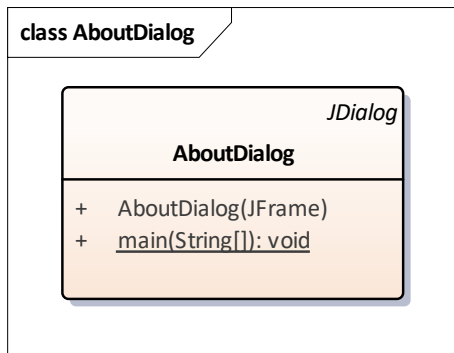 class AboutDialog
JDialog
AboutDialog
+ AboutDialog(JFrame)
+ main(String[]): void